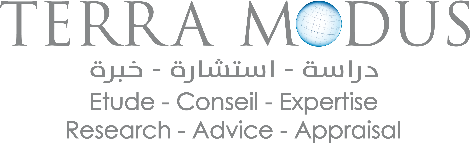 TERRA MODUS
دراسة - استشارة - خبرة
Etude - Conseil - Expertise
Research - Advice - Appraisal